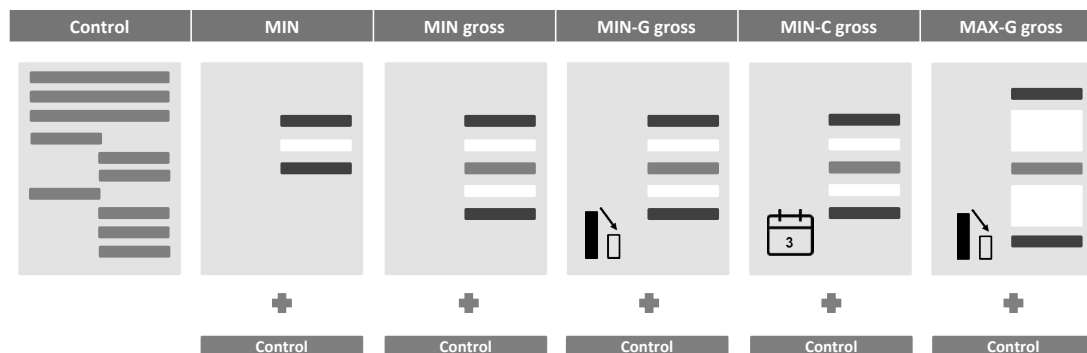 Control
MIN
MIN gross
MIN-G gross
MIN-C gross
MAX-G gross
3
Control
Control
Control
Control
Control